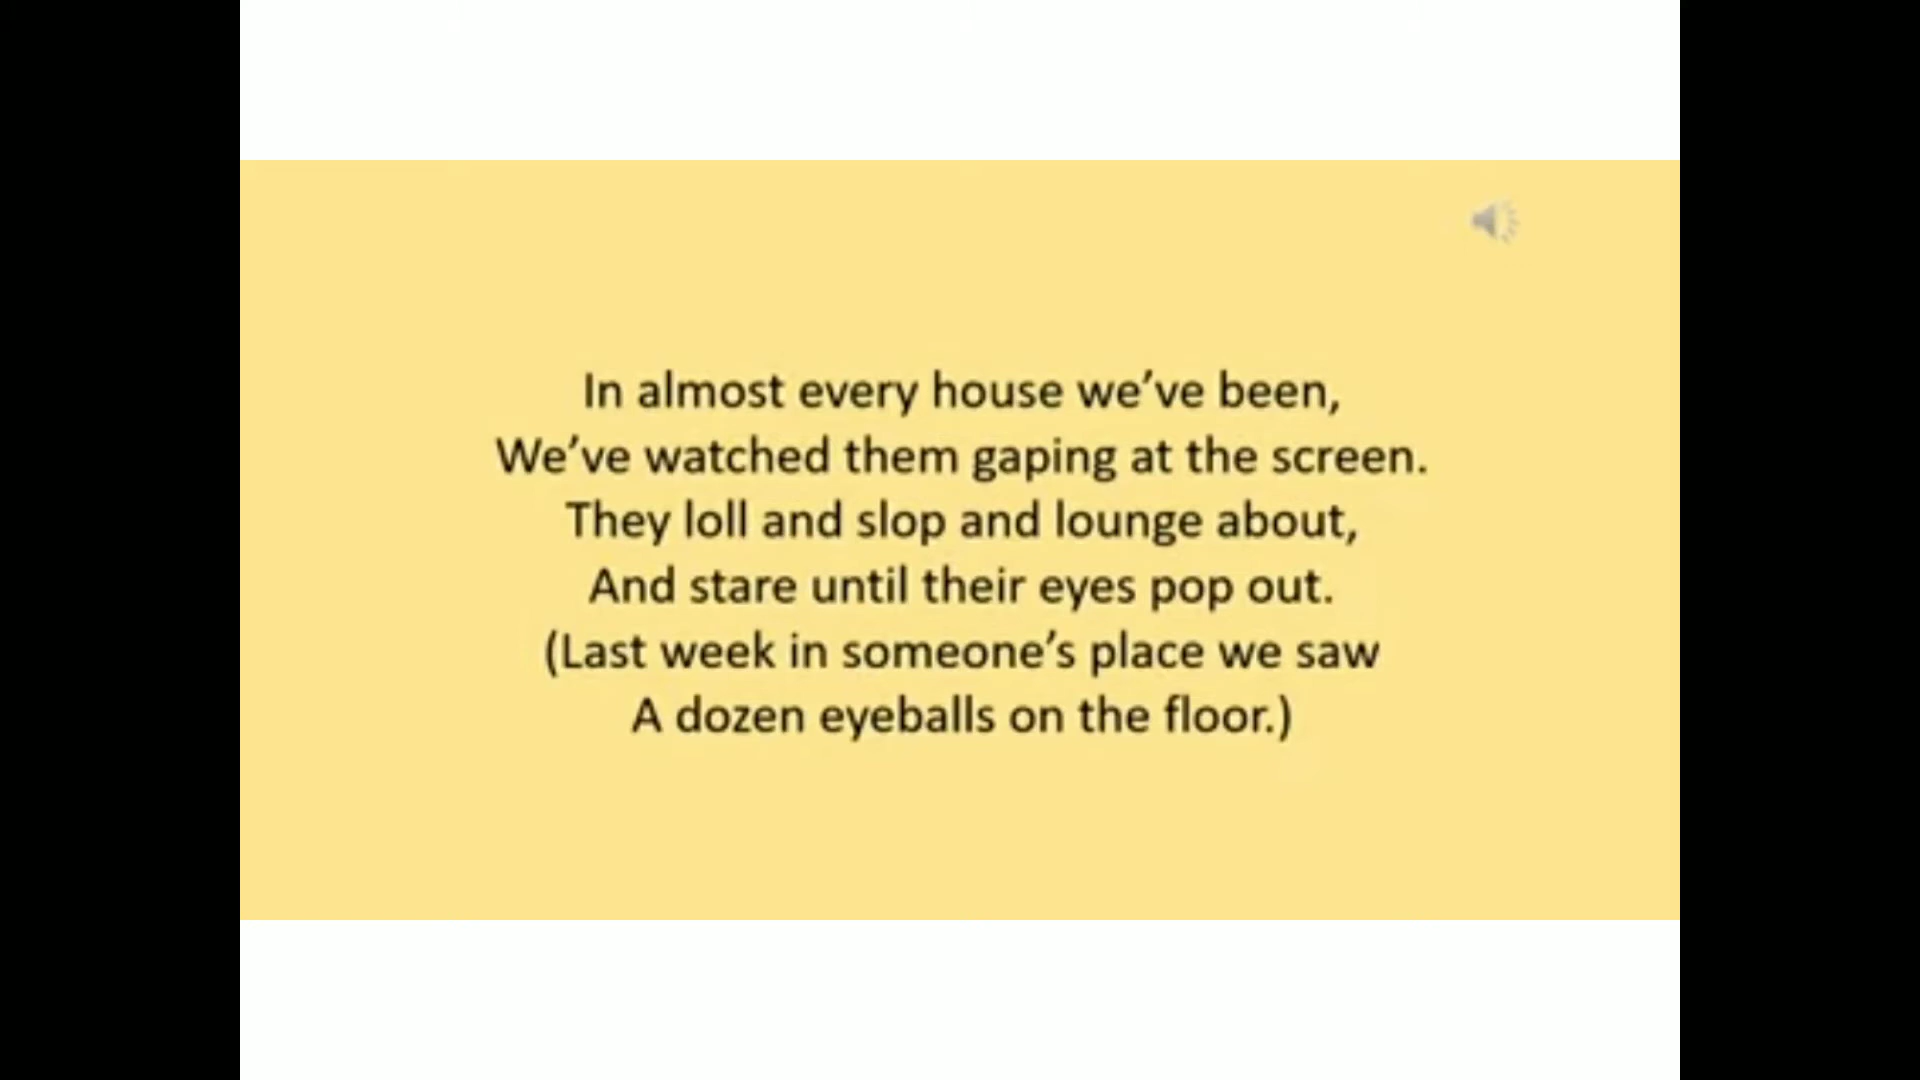 In almost every house we’ve been,
We’ve watched them gaping at the screen.
They loll and slop and lounge about,
And stare until their eyes pop out.
(Last week in someone’s place we saw
A dozen eyeballs on the floor.)